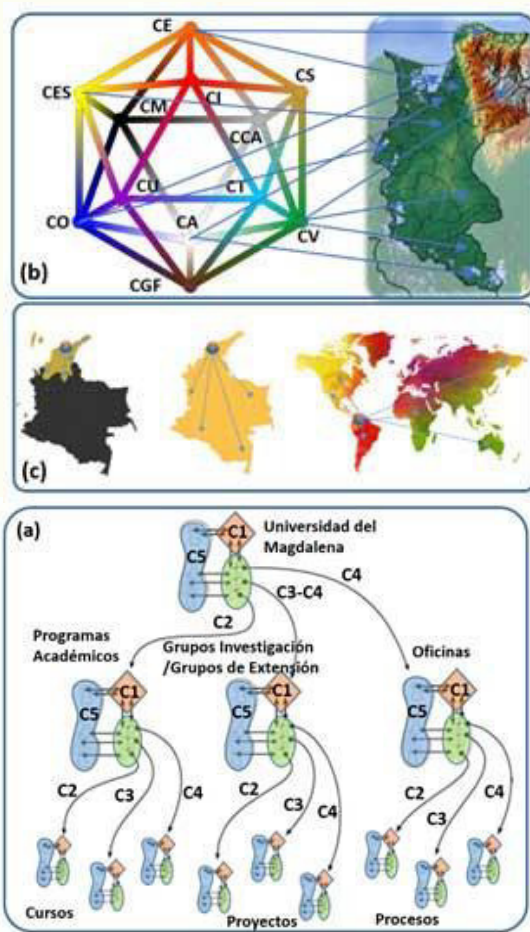 CE
CES
CS
CM
CI
CCA
CU
CT
CO
CA
CV
CGF
(b)
(c)
(a)
C1
Universidad del
Magdalena
C5
C4
C3-C4
C2
Programas
Académicos
Grupos Investigación
/Grupos de Extensión
Oficinas
C1
C5
C1
C5
C1
C5
C2
C3
C4
C2
C3
C4
C2
C3
C4
Cursos
Proyectos
Procesos